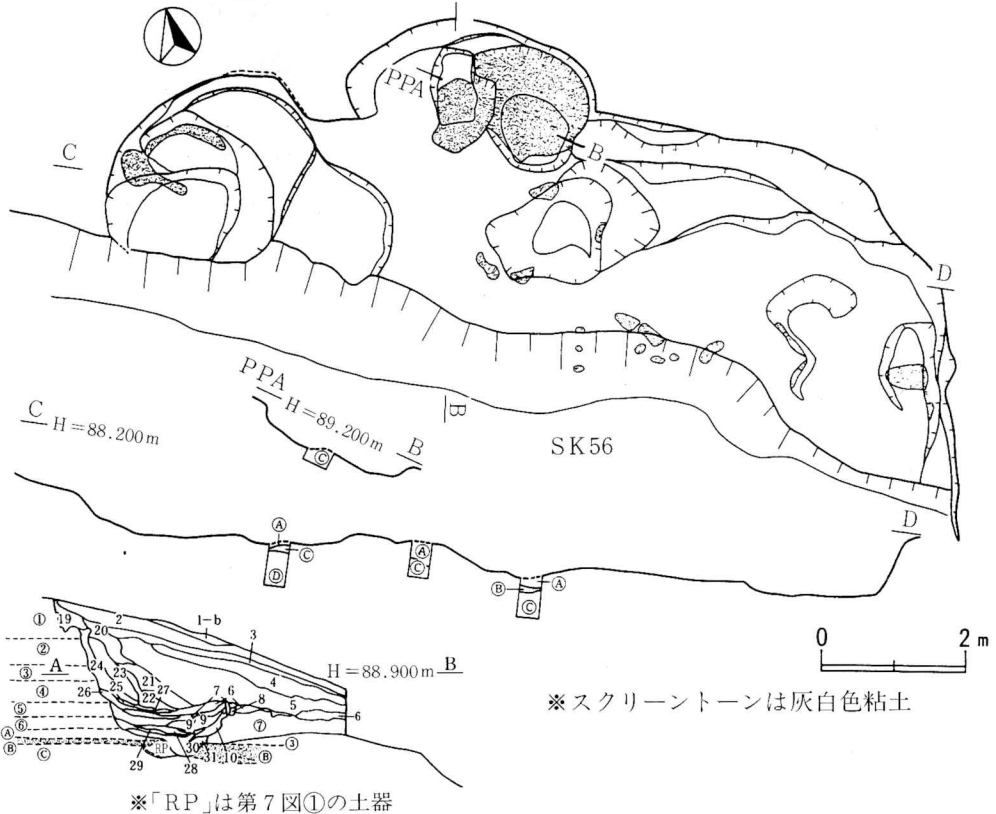 PPA
C
B
D
PPA
H=89.200m
B
B
C
H=88.200m
SK56
D
Ⓒ
Ⓐ
Ⓒ
Ⓓ
Ⓐ
Ⓒ
Ⓐ
Ⓑ
Ⓒ
0 2m
① 19 2 1-b
20 3
②
③ A 24 23 21 4 H=88.900m B
④ 26 25 22 27 7 6 8 5
⑤ 9 9 6
⑥ ⑦
Ⓐ
Ⓑ Ⓒ RP 30 ③
29 28 31 10 Ⓑ
※スクリーントーンは灰白色粘土
※「RP」は第7図①の土器